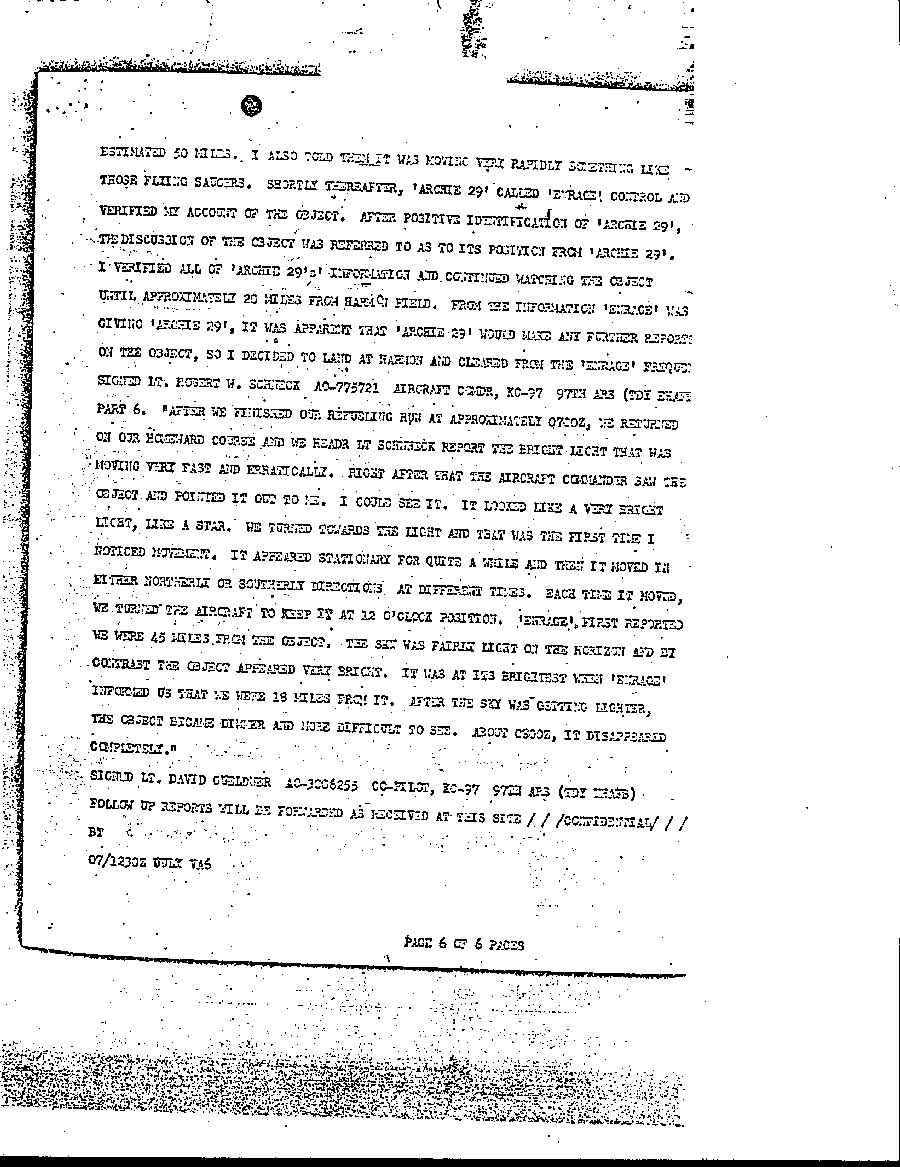 ESTIMATED 50 MILES. I ALSO TOLD THEM IT WAS MOVING VERY RAPIDLY SOMETHING LIKE -
THOSE FLYING SAUCERS. SHORTLY THEREAFTER, 'ARCHIE 29' CALLED 'ENRAGE' CONTROL AND
VERIFIED MY ACCOUNT OF THE OBJECT. AFTER POSITIVE IDENTIFICATION OF 'ARCHIE 29',
THE DISCUSSION OF THE OBJECT WAS REFERRED TO AS TO ITS POSITION FROM 'ARCHIE 29'.
I VERIFIED ALL OF 'ARCHIE 29's' INFORMATION AND CONTINUED WATCHING THE OBJECT
UNTIL APPROXIMATELY 20 MILES FROM HARMON FIELD. FROM THE INFORMATION 'ENRAGE' WAS
GIVING 'ARCHIE 29', IT WAS APPARENT THAT 'ARCHIE 29' WOULD MAKE ANY FURTHER REPORTS
ON THE OBJECT, SO I DECIDED TO LAND AT HARMON AND CLEARED FROM THE 'ENRAGE' FREQUEN
SIGNED LT. ROBERT W. SCHNECK AO-775721 AIRCRAFT COMDR, KC-97 97TH ARS (TDY
PART 6. "AFTER WE FINISHED OUR REFUELING RUN AT APPROXIMATELY 0700Z, WE RETURNED
ON OUR HOMEWARD COURSE AND WE HEADR LT SCHNECK REPORT THE BRIGHT LIGHT THAT WAS
MOVING VERY FAST AND ERRATICALLY. RIGHT AFTER THAT THE AIRCRAFT COMMANDER SAW THE
OBJECT AND POINTED IT OUT TO ME. I COULD SEE IT. IT LOOKED LIKE A VERY BRIGHT
LIGHT, LIKE A STAR. WE TURNED TOWARDS THE LIGHT AND THAT WAS THE FIRST TIME I
NOTICED MOVEMENT. IT APPEARED STATIONARY FOR QUITE A WHILE AND THEN IT MOVED IN
EITHER NORTHERLY OR SOUTHERLY DIRECTIONS AT DIFFERENT TIMES. EACH TIME IT MOVED,
WE TURNED THE AIRCRAFT TO KEEP IT AT 12 O'CLOCK POSITION. 'ENRAGE', FIRST REPORTED
WE WERE 45 MILES FROM THE OBJECT. THE SKY WAS FAIRLY LIGHT ON THE HORIZON AND BY
CONTRAST THE OBJECT APPEARED VERY BRIGHT. IT WAS AT ITS BRIGHTEST WHEN 'ENRAGE'
INFORMED US THAT WE WERE 18 MILES FROM IT. AFTER THE SKY WAS GETTING LIGHTER,
THE OBJECT BECAME DIMMER AND MORE DIFFICULT TO SEE. ABOUT 0800Z, IT DISAPPEARED
COMPLETELY."
SIGNED LT. DAVID GUELDNER AO-3006255 CO-PILOT, KC-97 97TH ARS (TDY EHAFB)
FOLLOW UP REPORTS WILL BE FORWARDED AS RECEIVED AT THIS SITE / / /CONFIDENTIAL/ / /
BT
07/1230Z JULY VAS
PAGE 6 OF 6 PAGES